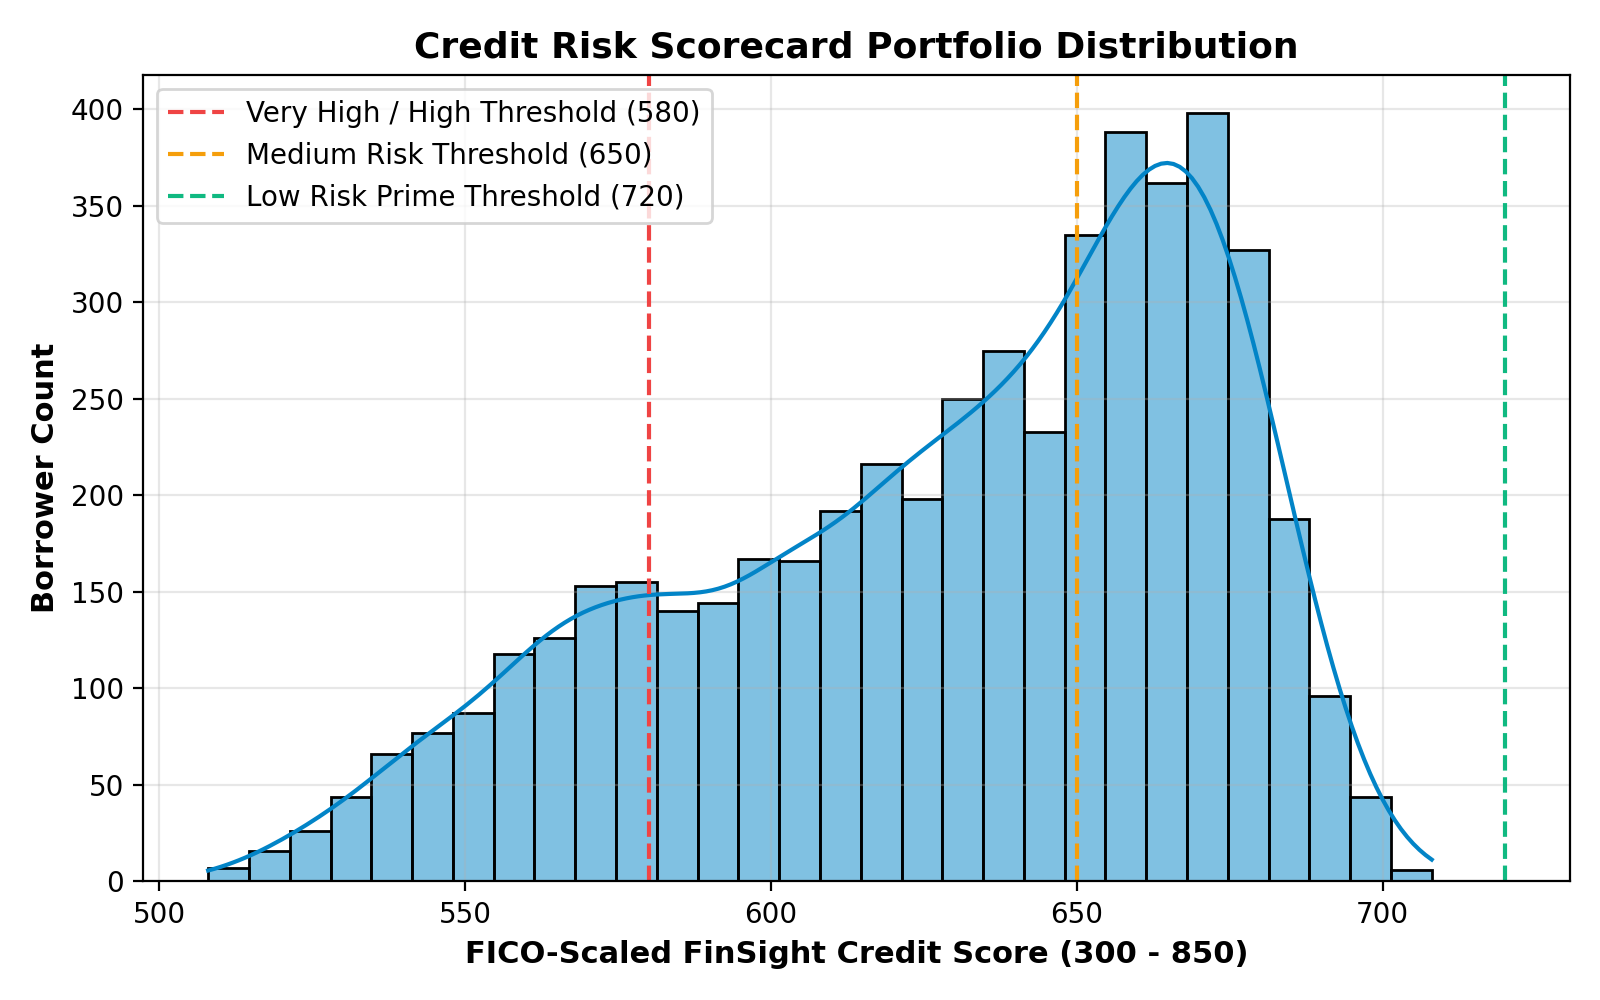 Credit Risk Scorecard Portfolio Distribution
Very High / High Threshold (580)
Medium Risk Threshold (650)
Low Risk Prime Threshold (720)
400
350
300
250
200
150
100
50
0
Borrower Count
500 550 600 650 700
FICO-Scaled FinSight Credit Score (300 - 850)